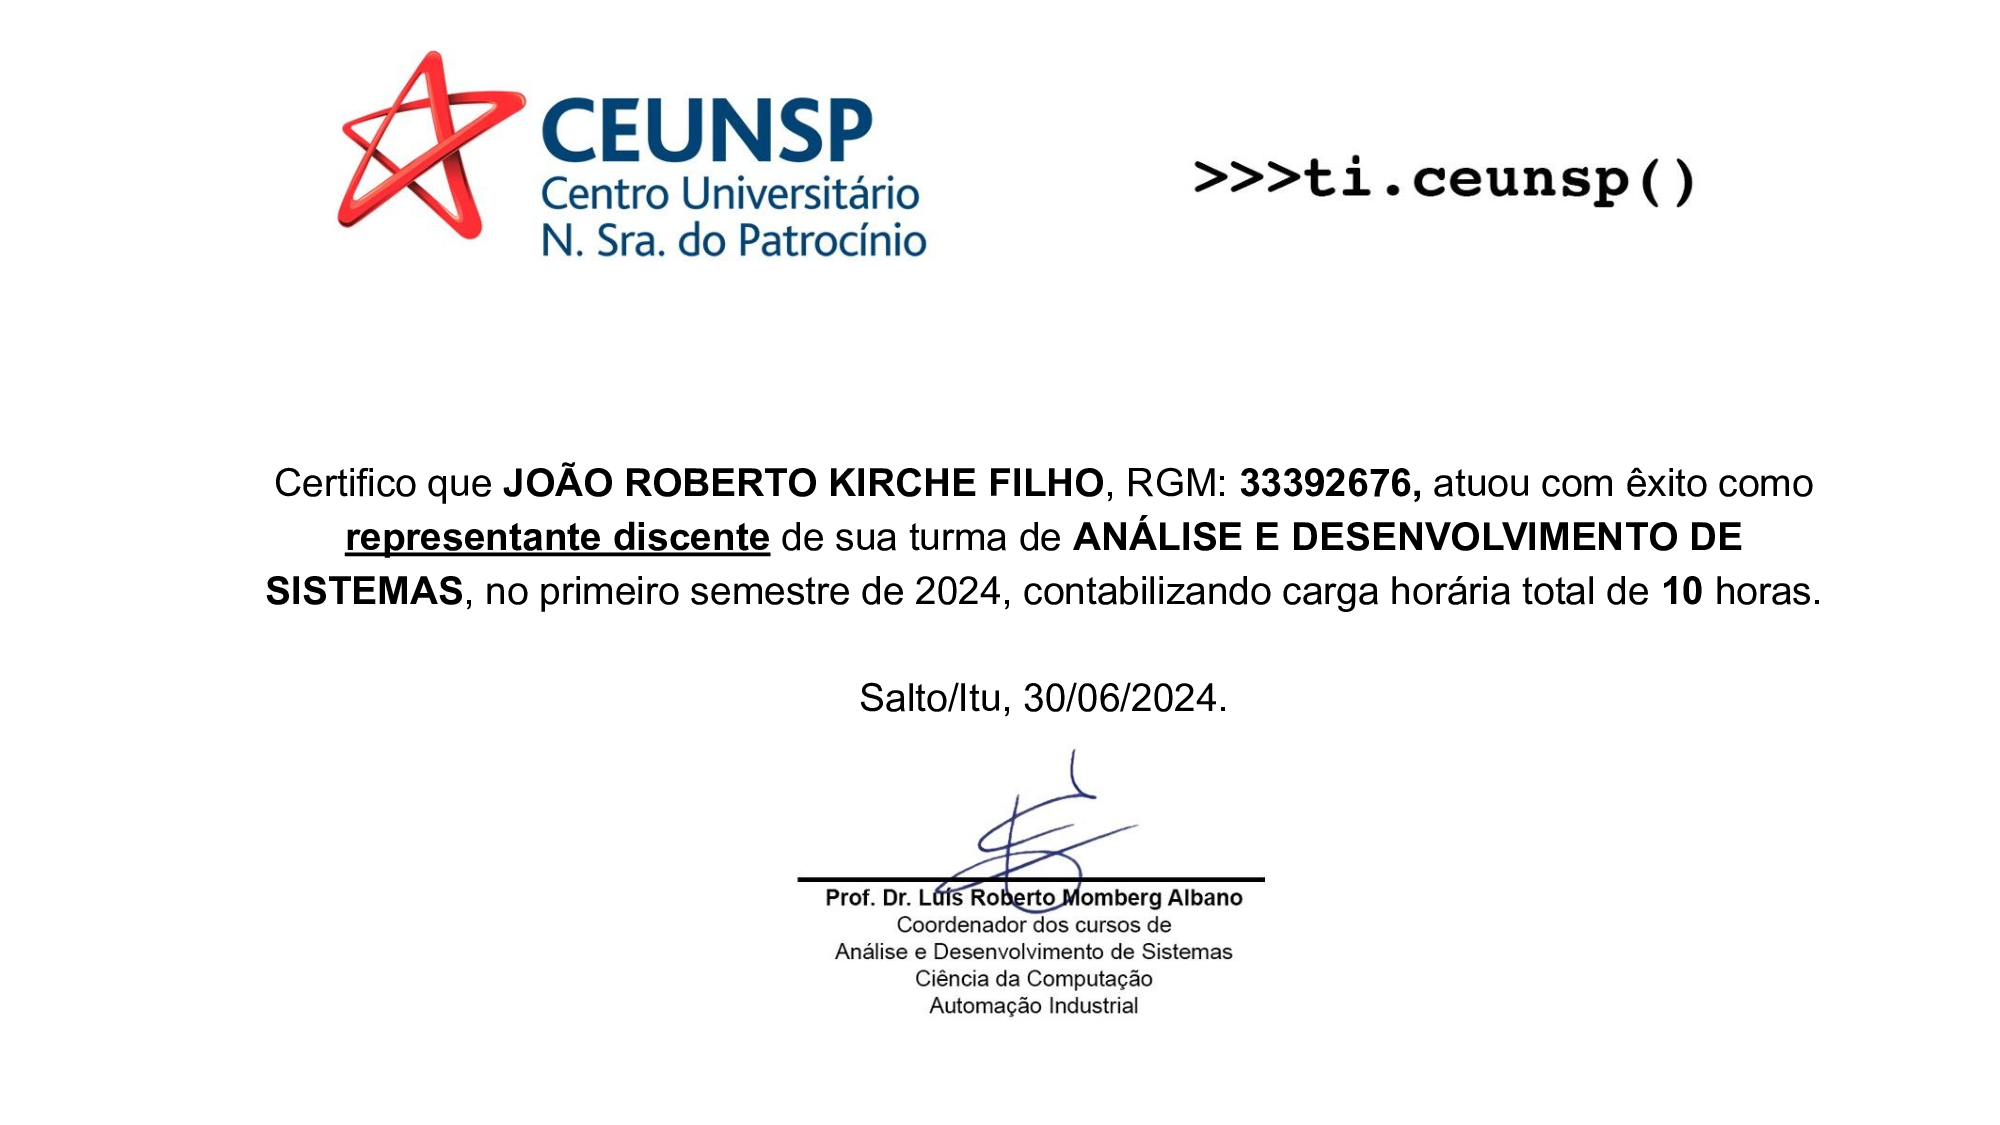 CEUNSP
Centro Universitário
N. Sra. do Patrocínio
>>>ti.ceunsp()
Certifico que JOÃO ROBERTO KIRCHE FILHO, RGM: 33392676, atuou com êxito como
representante discente de sua turma de ANÁLISE E DESENVOLVIMENTO DE
SISTEMAS, no primeiro semestre de 2024, contabilizando carga horária total de 10 horas.
Salto/Itu, 30/06/2024.
Prof. Dr. Luís Roberto Momberg Albano
Coordenador dos cursos de
Análise e Desenvolvimento de Sistemas
Ciência da Computação
Automação Industrial